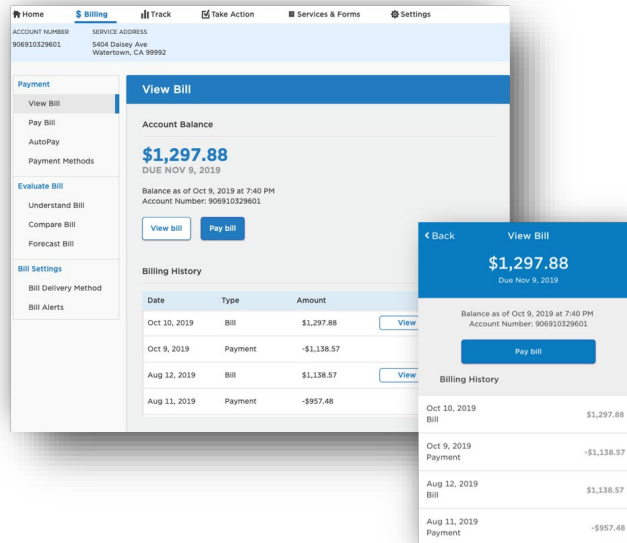 Home $ Billing Track Take Action Services & Forms Settings
ACCOUNT NUMBER SERVICE ADDRESS
906910329601 5404 Daisey Ave
Watertown, CA 99992
Payment
View Bill
Pay Bill
AutoPay
Payment Methods
Evaluate Bill
Understand Bill
Compare Bill
Forecast Bill
Bill Settings
Bill Delivery Method
Bill Alerts
View Bill
Account Balance
$1,297.88
DUE NOV 9, 2019
Balance as of Oct 9, 2019 at 7:40 PM
Account Number: 906910329601
View bill Pay bill
Billing History
Date Type Amount
Oct 10, 2019 Bill $1,297.88 View
Oct 9, 2019 Payment -$1,138.57
Aug 12, 2019 Bill $1,138.57 View
Aug 11, 2019 Payment -$957.48
< Back View Bill
$1,297.88
Due Nov 9, 2019
Balance as of Oct 9, 2019 at 7:40 PM
Account Number: 906910329601
Pay bill
Billing History
Oct 10, 2019
Bill $1,297.88
Oct 9, 2019
Payment -$1,138.57
Aug 12, 2019
Bill $1,138.57
Aug 11, 2019
Payment -$957.48